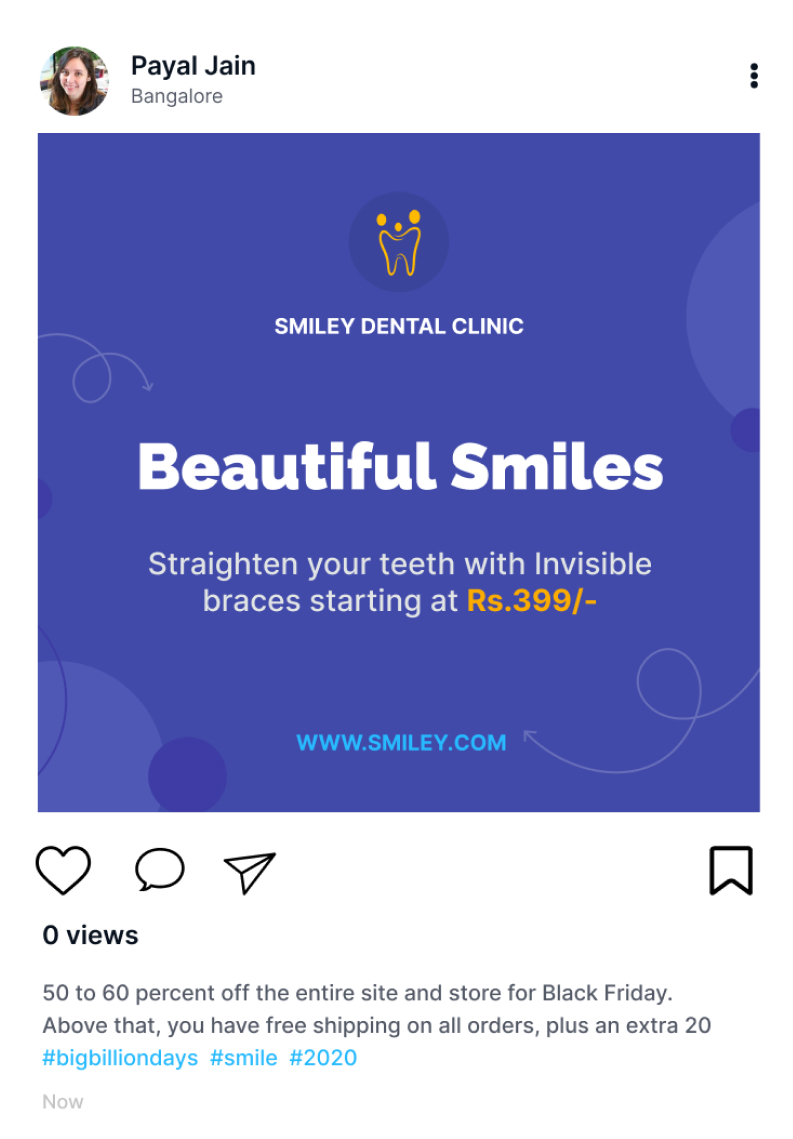 Payal Jain
Bangalore
SMILEY DENTAL CLINIC
Beautiful Smiles
Straighten your teeth with Invisible
braces starting at Rs.399/-
WWW.SMILEY.COM
0 views
50 to 60 percent off the entire site and store for Black Friday.
Above that, you have free shipping on all orders, plus an extra 20
#bigbilliondays #smile #2020
Now